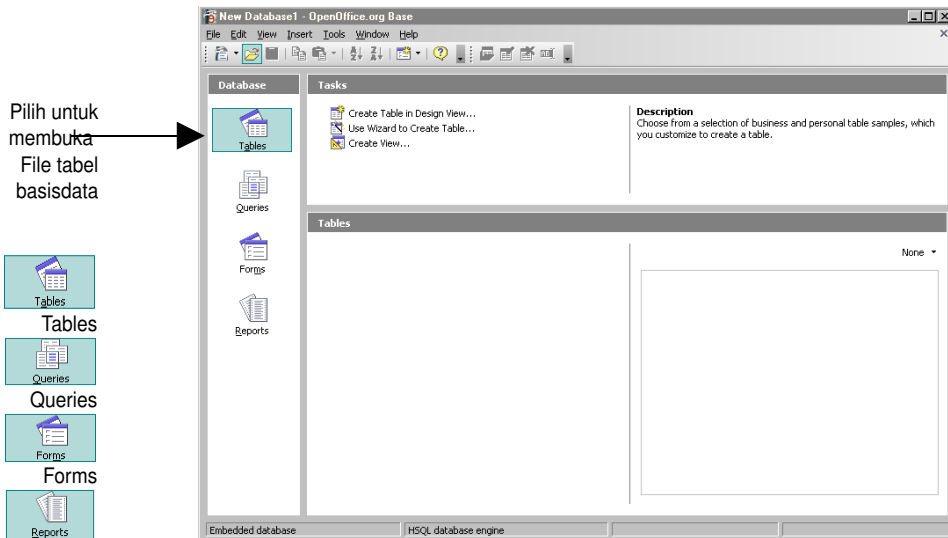 New Database1 - OpenOffice.org Base
File Edit View Insert Tools Window Help
Database
Tasks
Pilih untuk
membuka
File tabel
basisdata
Tables
Queries
Forms
Reports
Create Table in Design View...
Use Wizard to Create Table...
Create View...
Description
Choose from a selection of business and personal table samples, which
you customize to create a table.
Tables
None
Tables
Tables
Queries
Queries
Forms
Forms
Reports
Embedded database
HSQL database engine